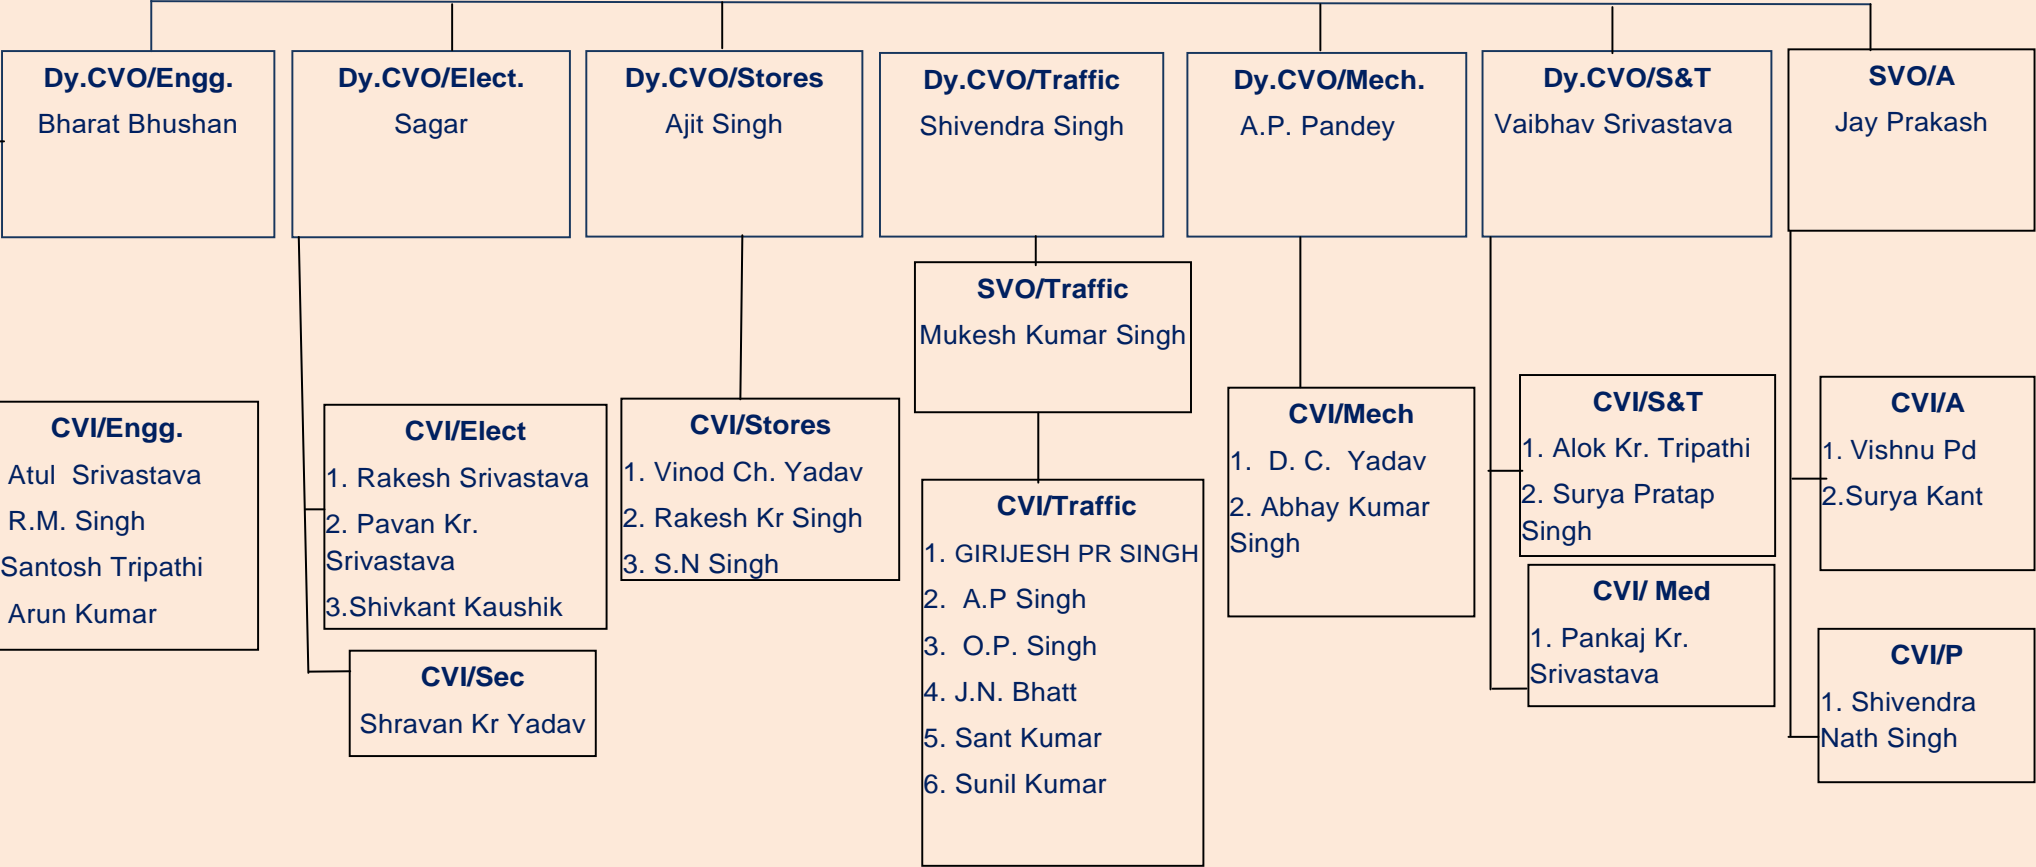 Dy.CVO/Engg.
Bharat Bhushan
Dy.CVO/Elect.
Sagar
Dy.CVO/Stores
Ajit Singh
Dy.CVO/Traffic
Shivendra Singh
Dy.CVO/Mech.
A.P. Pandey
Dy.CVO/S&T
Vaibhav Srivastava
SVO/A
Jay Prakash
SVO/Traffic
Mukesh Kumar Singh
CVI/Engg.
Atul Srivastava
R.M. Singh
Santosh Tripathi
Arun Kumar
CVI/Elect
1. Rakesh Srivastava
2. Pavan Kr.
Srivastava
3.Shivkant Kaushik
CVI/Sec
Shravan Kr Yadav
CVI/Stores
1. Vinod Ch. Yadav
2. Rakesh Kr Singh
3. S.N Singh
CVI/Traffic
1. GIRIJESH PR SINGH
2. A.P Singh
3. O.P. Singh
4. J.N. Bhatt
5. Sant Kumar
6. Sunil Kumar
CVI/Mech
1. D. C. Yadav
2. Abhay Kumar
Singh
CVI/S&T
1. Alok Kr. Tripathi
2. Surya Pratap
Singh
CVI/ Med
1. Pankaj Kr.
Srivastava
CVI/A
1. Vishnu Pd
2.Surya Kant
CVI/P
1. Shivendra
Nath Singh